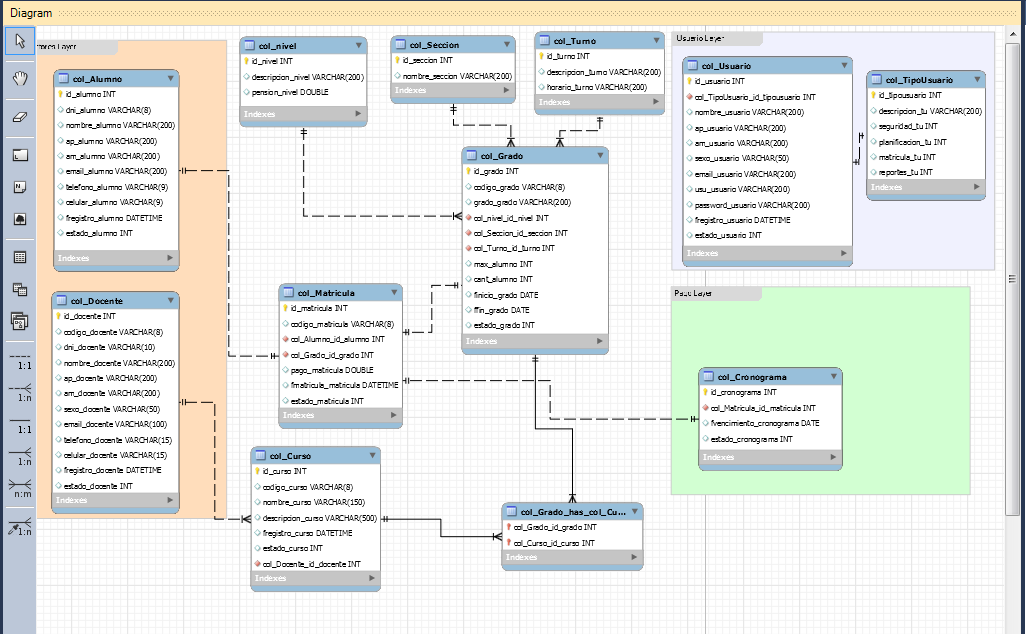 Diagram
tores Layer
col_Alumno
id_alumno INT
dni_alumno VARCHAR(8)
nombre_alumno VARCHAR(200)
ap_alumno VARCHAR(200)
am_alumno VARCHAR(200)
email_alumno VARCHAR(200)
telefono_alumno VARCHAR(9)
celular_alumno VARCHAR(9)
fregistro_alumno DATETIME
estado_alumno INT
Indexes
col_Docente
id_docente INT
codigo_docente VARCHAR(8)
dni_docente VARCHAR(10)
nombre_docente VARCHAR(200)
ap_docente VARCHAR(200)
am_docente VARCHAR(200)
sexo_docente VARCHAR(50)
email_docente VARCHAR(100)
telefono_docente VARCHAR(15)
celular_docente VARCHAR(15)
fregistro_docente DATETIME
estado_docente INT
Indexes
col_nivel
id_nivel INT
descripcion_nivel VARCHAR(200)
pension_nivel DOUBLE
Indexes
col_Seccion
id_seccion INT
nombre_seccion VARCHAR(200)
Indexes
col_Turno
id_turno INT
descripcion_turno VARCHAR(200)
horario_turno VARCHAR(200)
Indexes
col_Grado
id_grado INT
codigo_grado VARCHAR(8)
grado_grado VARCHAR(200)
col_nivel_id_nivel INT
col_Seccion_id_seccion INT
col_Turno_id_turno INT
max_alumno INT
cant_alumno INT
finicio_grado DATE
ffin_grado DATE
estado_grado INT
Indexes
col_Matricula
id_matricula INT
codigo_matricula VARCHAR(8)
col_Alumno_id_alumno INT
col_Grado_id_grado INT
pago_matricula DOUBLE
fmatricula_matricula DATETIME
estado_matricula INT
Indexes
col_Curso
id_curso INT
codigo_curso VARCHAR(8)
nombre_curso VARCHAR(150)
descripcion_curso VARCHAR(500)
fregistro_curso DATETIME
estado_curso INT
col_Docente_id_docente INT
Indexes
col_Grado_has_col_Cu...
col_Grado_id_grado INT
col_Curso_id_curso INT
Indexes
Usuario Layer
col_Usuario
id_usuario INT
col_TipoUsuario_id_tipousuario INT
nombre_usuario VARCHAR(200)
ap_usuario VARCHAR(200)
am_usuario VARCHAR(200)
sexo_usuario VARCHAR(50)
email_usuario VARCHAR(200)
usu_usuario VARCHAR(200)
password_usuario VARCHAR(200)
fregistro_usuario DATETIME
estado_usuario INT
Indexes
col_TipoUsuario
id_tipousuario INT
descripcion_tu VARCHAR(200)
seguridad_tu INT
planificacion_tu INT
matricula_tu INT
reportes_tu INT
Indexes
Pago Layer
col_Cronograma
id_cronograma INT
col_Matricula_id_matricula INT
fvencimiento_cronograma DATE
estado_cronograma INT
Indexes
1:1
1:n
1:1
1:n
n:m
1:n